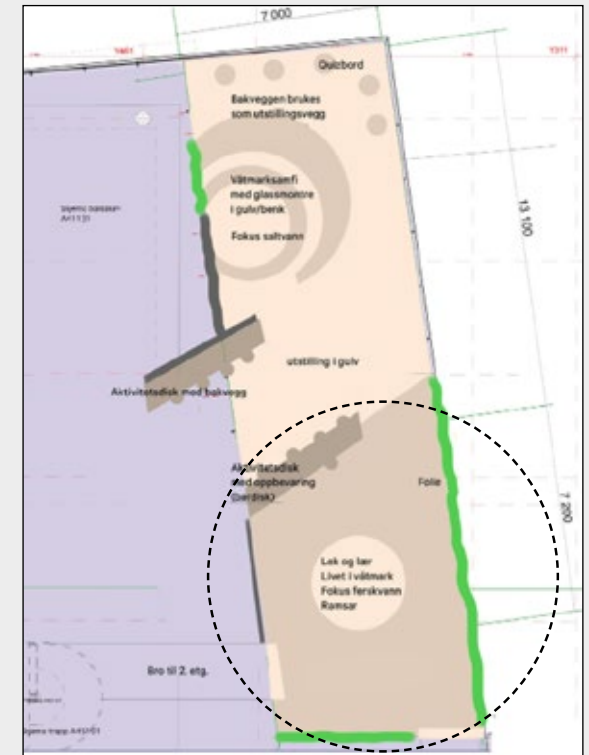 7 000
Quizbord
Bakveggen brukes
som utstillingsvegg
Våtmarksamfi
med glassmontre
i gulv/benk
Fokus saltvann
13 100
utstilling i gulv
Aktivitetsdisk med bakvegg
Aktivitetsdisk
med oppbevaring
(bardisk)
Folie
7 200
Lek og lær
Livet i våtmark
Fokus ferskvann
Ramsar
Bro til 2. etg.